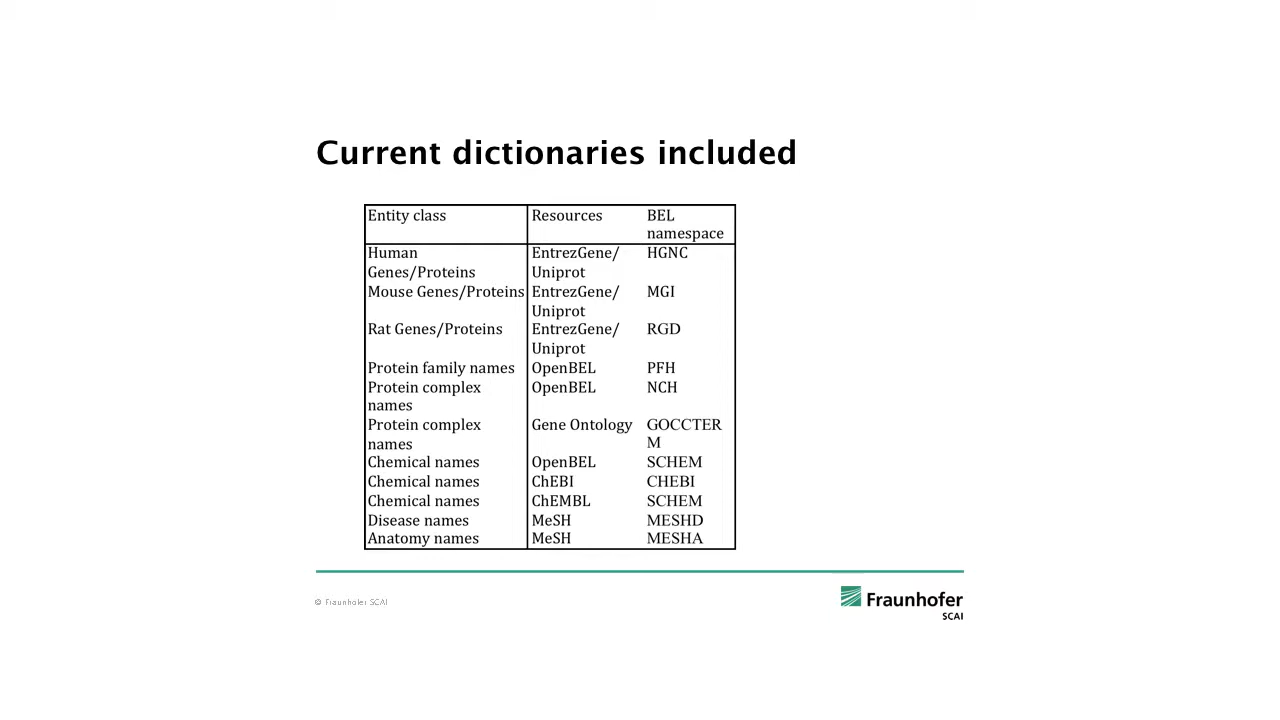 Current dictionaries included
Entity class Resources BEL
namespace
Human EntrezGene/ HGNC
Genes/Proteins Uniprot
Mouse Genes/Proteins EntrezGene/ MGI
Uniprot
Rat Genes/Proteins EntrezGene/ RGD
Uniprot
Protein family names OpenBEL PFH
Protein complex OpenBEL NCH
names
Protein complex Gene Ontology GOCCTER
names M
Chemical names OpenBEL SCHEM
Chemical names ChEBI CHEBI
Chemical names ChEMBL SCHEM
Disease names MeSH MESHD
Anatomy names MeSH MESHA
© Fraunhofer SCAI
Fraunhofer
SCAI